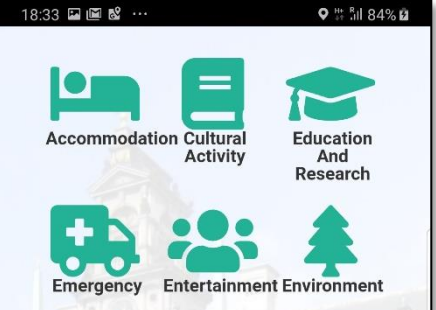 18:33 ... H+ R 84%
Accommodation Cultural Activity Education And Research
Emergency Entertainment Environment